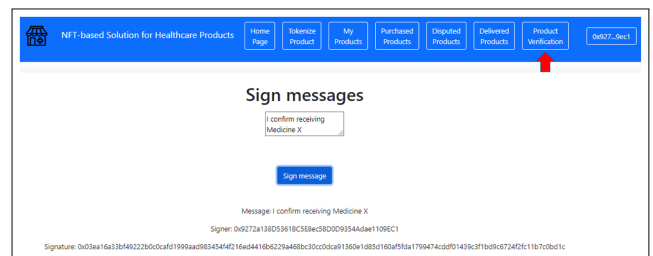 NFT-based Solution for Healthcare Products
Home Page
Tokenize Product
My Products
Purchased Products
Disputed Products
Delivered Products
Product Verification
0x927...9ec1
Sign messages
I confirm receiving
Medicine X
Sign message
Message: I confirm receiving Medicine X
Signer: 0x9272a138D53618C5E8ec58D0D9354Adae1109EC1
Signature: 0x03ea16a33bf49222b0c0cafd1999aad983454f4f216ed4416b6229a468bc30cc0dca91360e1d85d160af5fda1799474cddf01439c3f1bd9c6724f2fc11b7c0bd1c